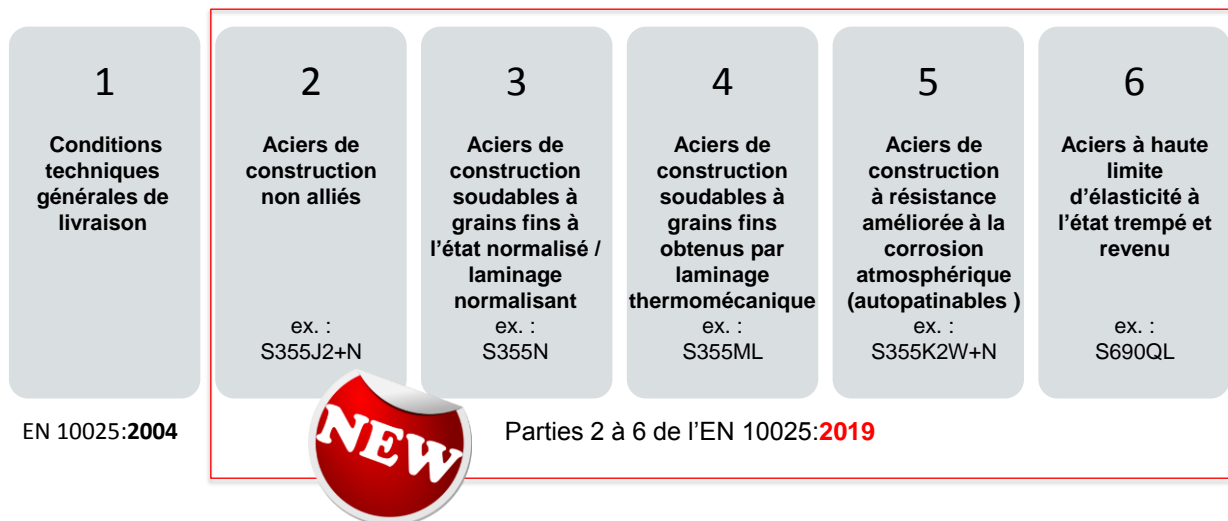 1
Conditions
techniques
générales de
livraison
2
Aciers de
construction
non alliés
ex. :
S355J2+N
3
Aciers de
construction
soudables à
grains fins à
l’état normalisé /
laminage
normalisant
ex. :
S355N
4
Aciers de
construction
soudables à
grains fins
obtenus par
laminage
thermomécanique
ex. :
S355ML
5
Aciers de
construction
à résistance
améliorée à la
corrosion
atmosphérique
(autopatinables )
ex. :
S355K2W+N
6
Aciers à haute
limite
d’élasticité à
l’état trempé et
revenu
ex. :
S690QL
EN 10025:2004
NEW
Parties 2 à 6 de l’EN 10025:2019